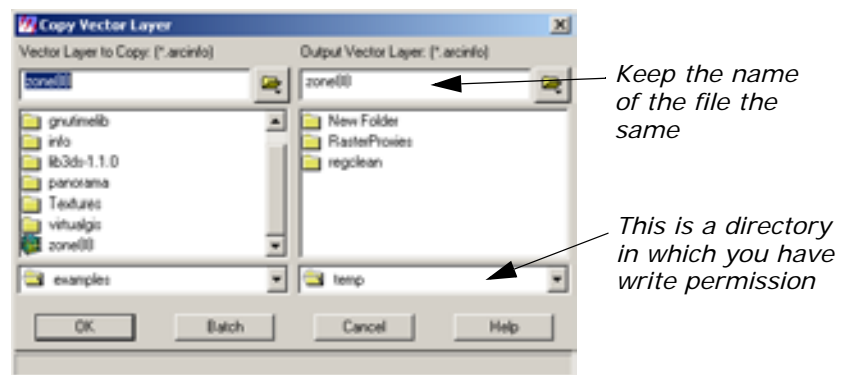 Copy Vector Layer
Vector Layer to Copy: (*.arcinfo)
Output Vector Layer: (*.arcinfo)
zone88
zone88
gnutimelib
info
lib3ds-1.1.0
panorama
Textures
virtualgis
zone88
New Folder
RasterProxies
regclean
examples
temp
OK
Batch
Cancel
Help
Keep the name
of the file the
same
This is a directory
in which you have
write permission